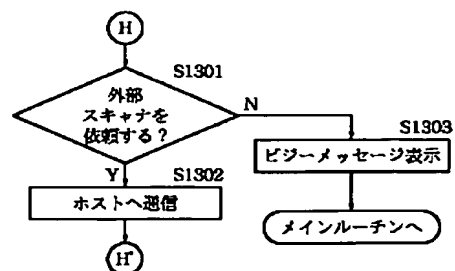 H
S1301
外部
スキャナを
依頼する?
N
S1303
ビジーメッセージ表示
Y
S1302
ホストへ通信
メインルーチンへ
H'